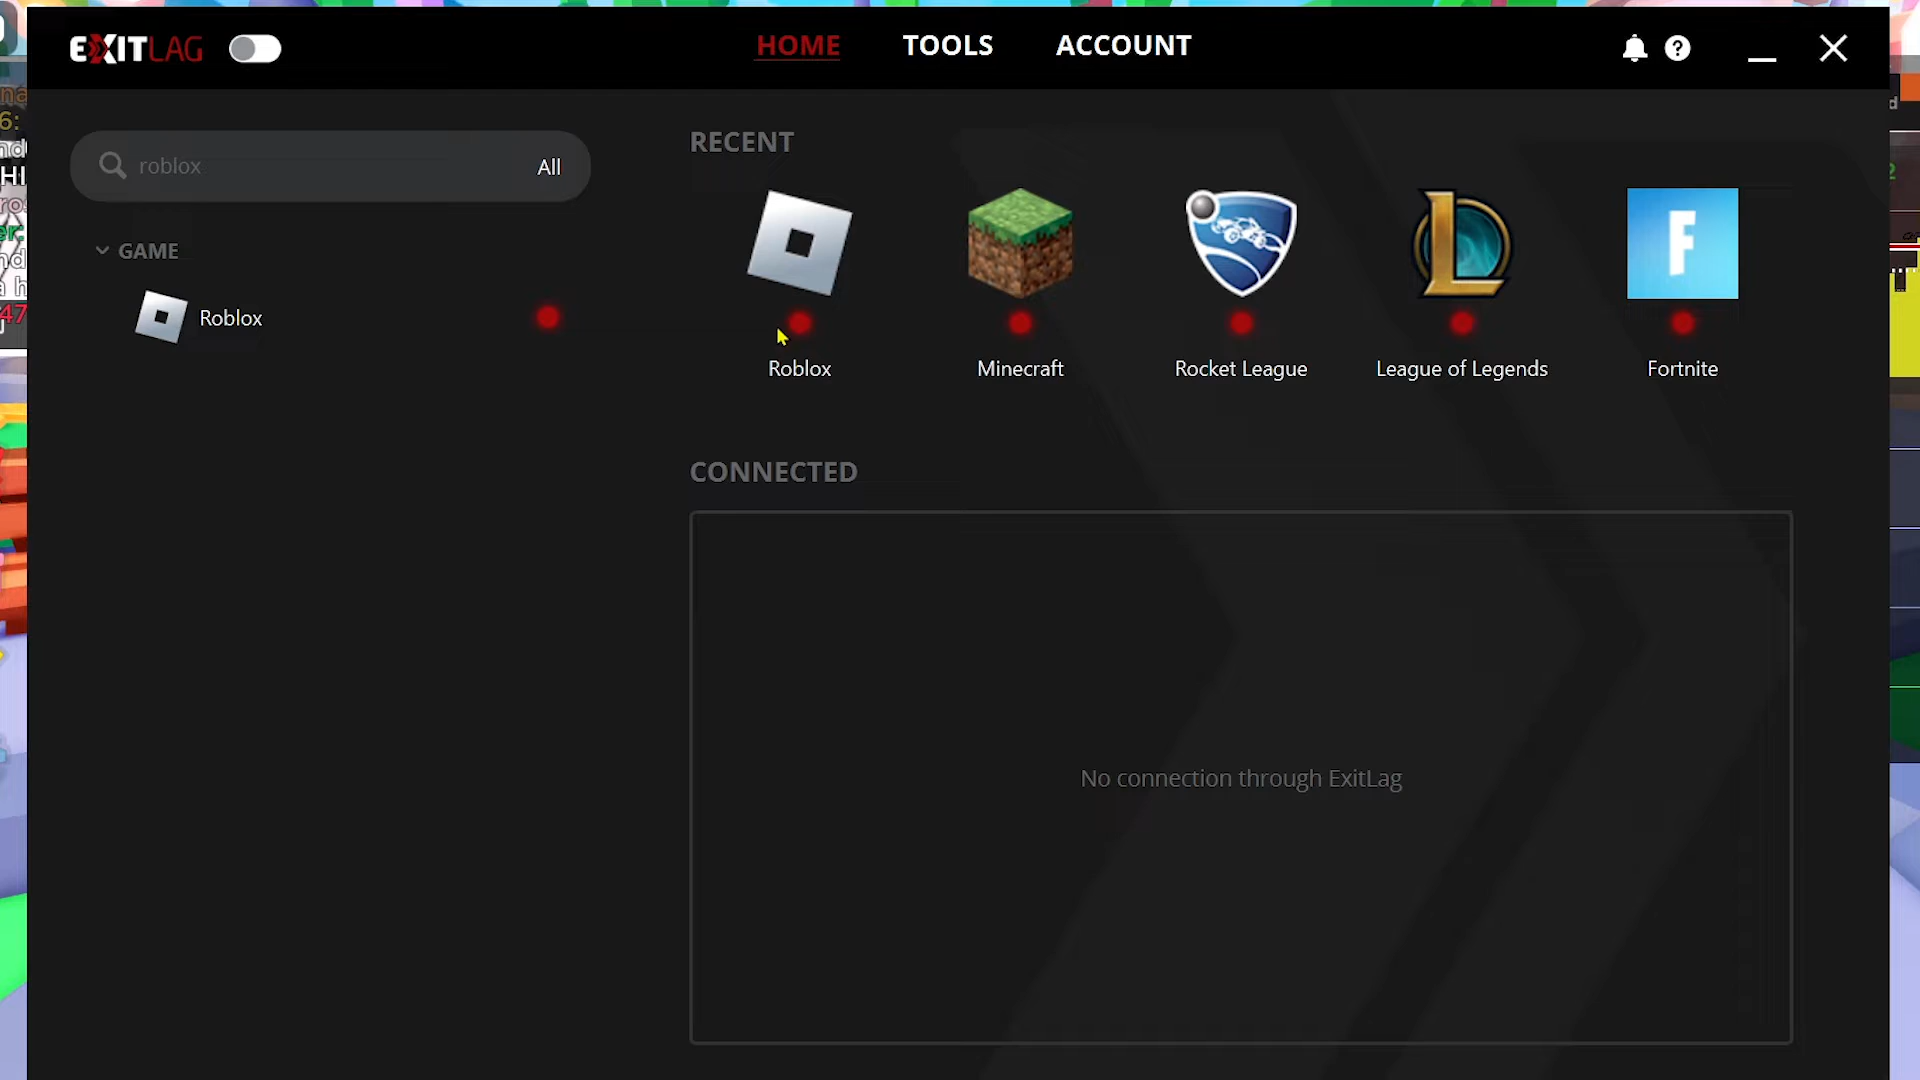 EXITLAG
HOME
TOOLS
ACCOUNT
roblox
All
GAME
Roblox
RECENT
Roblox
Minecraft
Rocket League
League of Legends
Fortnite
CONNECTED
No connection through ExitLag